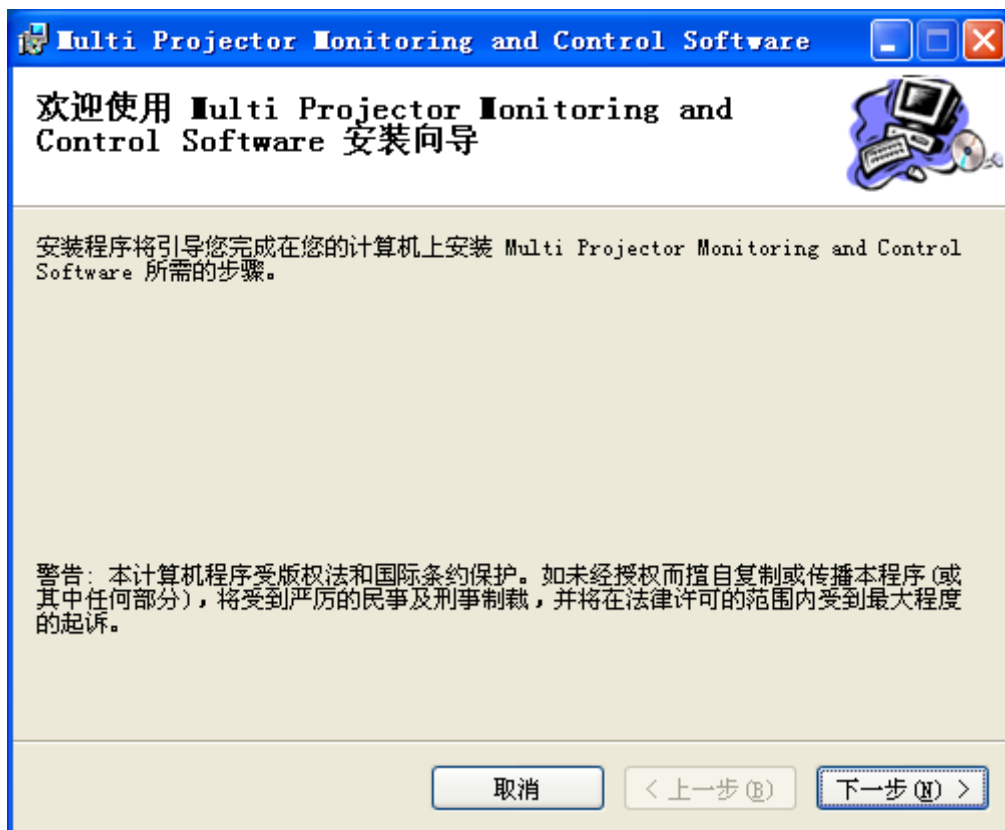 Multi Projector Monitoring and Control Software
欢迎使用 Multi Projector Monitoring and
Control Software 安装向导
安装程序将引导您完成在您的计算机上安装 Multi Projector Monitoring and Control
Software 所需的步骤。
警告: 本计算机程序受版权法和国际条约保护。如未经授权而擅自复制或传播本程序(或
其中任何部分)，将受到严厉的民事及刑事制裁，并将在法律许可的范围内受到最大程度
的起诉。
取消 < 上一步(B) 下一步(N) >